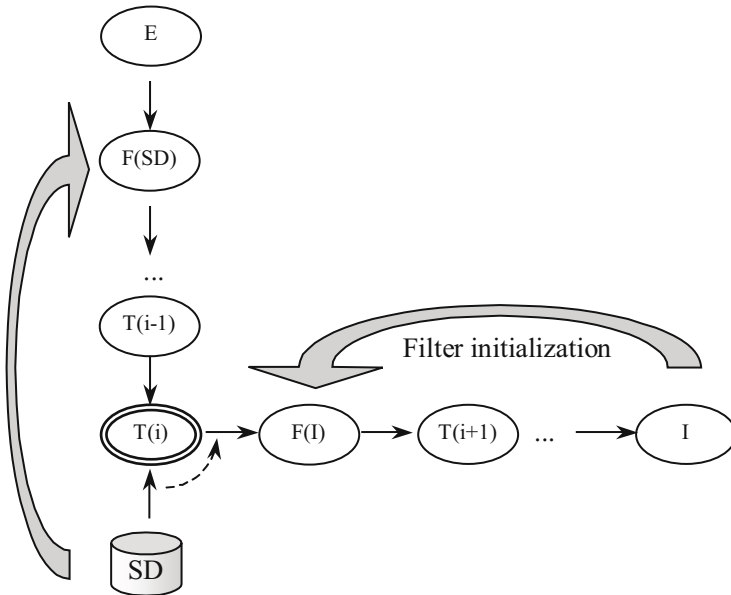 E
F(SD)
...
T(i-1)
Filter initialization
T(i)
F(I)
T(i+1)
...
I
SD